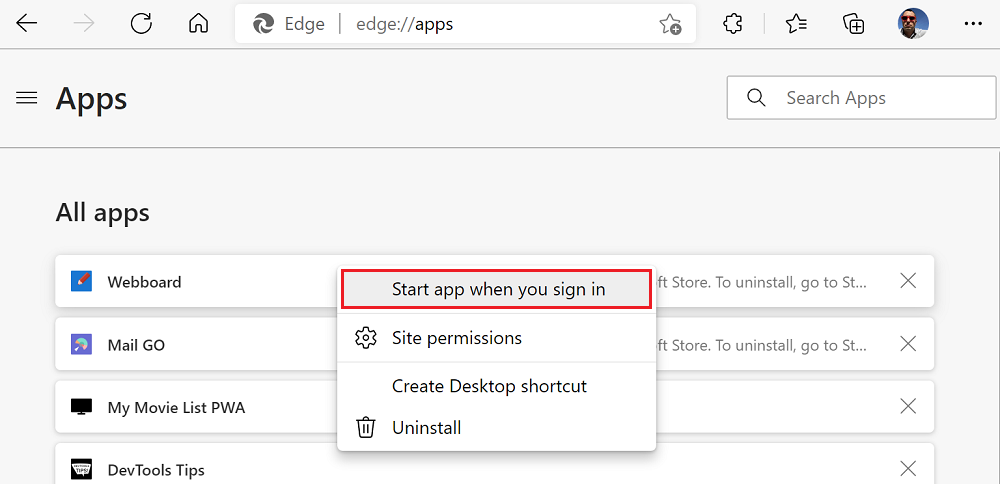 Edge | edge://apps
Apps
Search Apps
All apps
Webboard
Start app when you sign in
ft Store. To uninstall, go to St...
Site permissions
Mail GO
ft Store. To uninstall, go to St...
Create Desktop shortcut
My Movie List PWA
Uninstall
DEVTOOLS
TIPS!
DevTools Tips